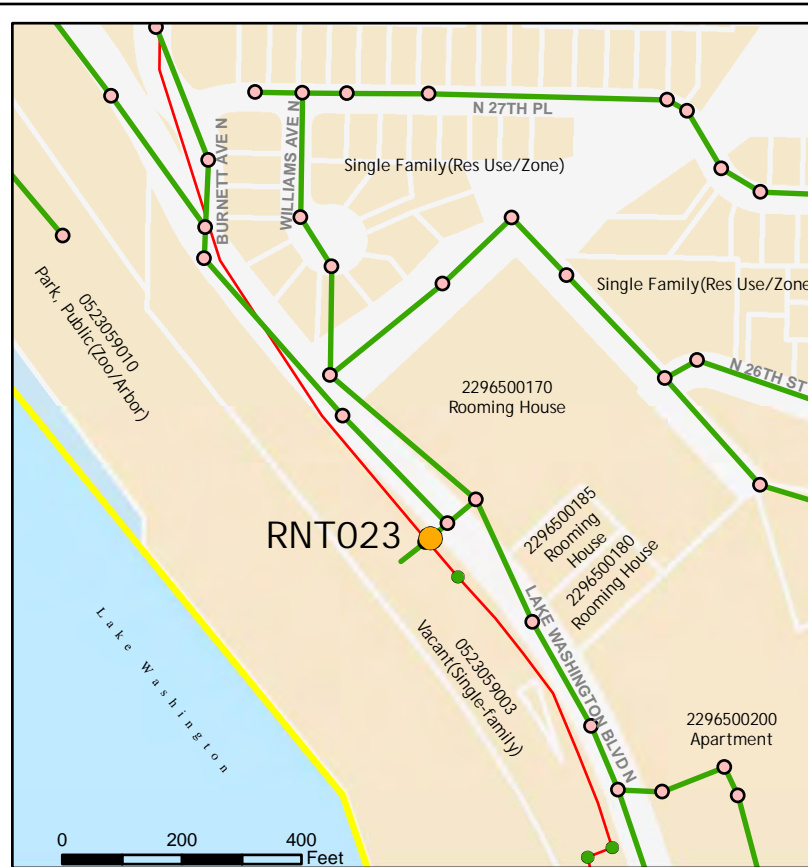 N 27TH PL
BURNETT AVE N
WILLIAMS AVE N
Single Family(Res Use/Zone)
0523059010
Park, Public(Zoo/Arbor)
Single Family(Res Use/Zone
N 26TH ST
2296500170
Rooming House
RNT023
2296500185
Rooming
House
2296500180
Rooming House
LAKE WASHINGTON BLVD N
0523059003
Vacant(Single-family)
Lake Washington
2296500200
Apartment
0 200 400
Feet